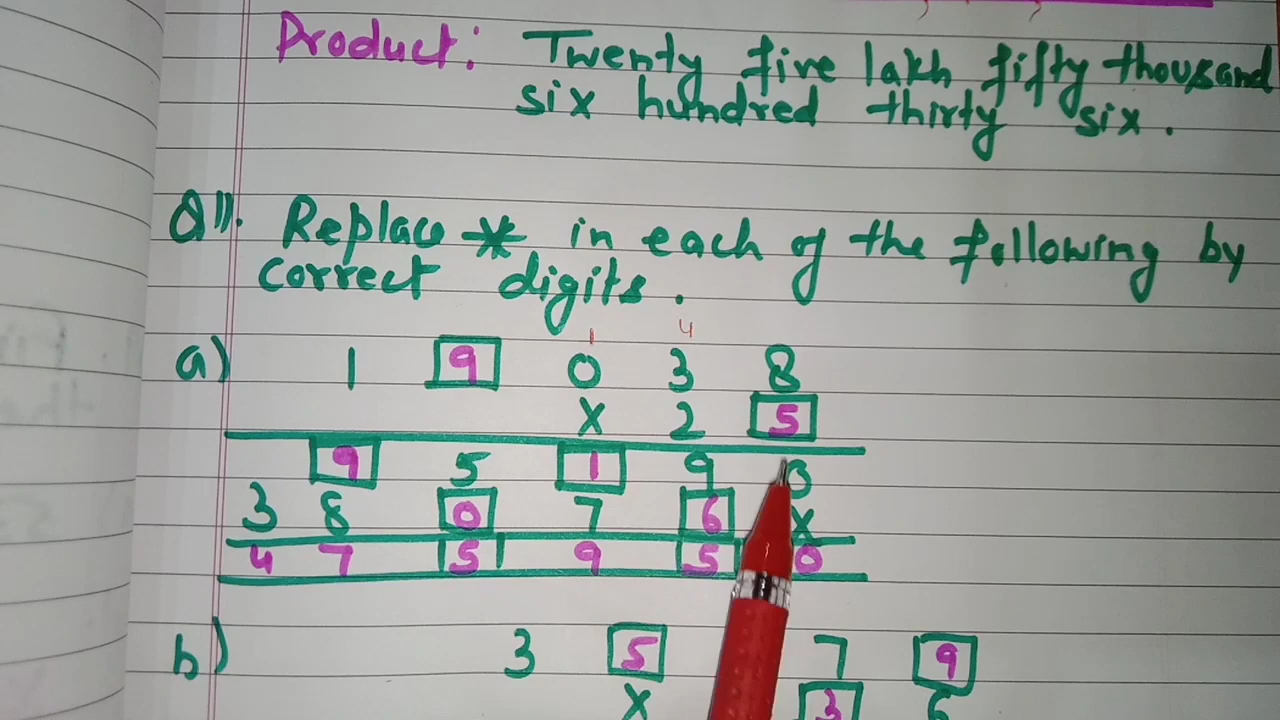 Product: Twenty five lakh fifty thousand
six hundred thirty six.
Q11. Replace * in each of the following by
correct digits.
1 4
a) 1 9 0 3 8
x 2 5
9 5 1 9 0
3 8 0 7 6 x
4 7 5 9 5 0
b) 3 5 7 9
x 3 6